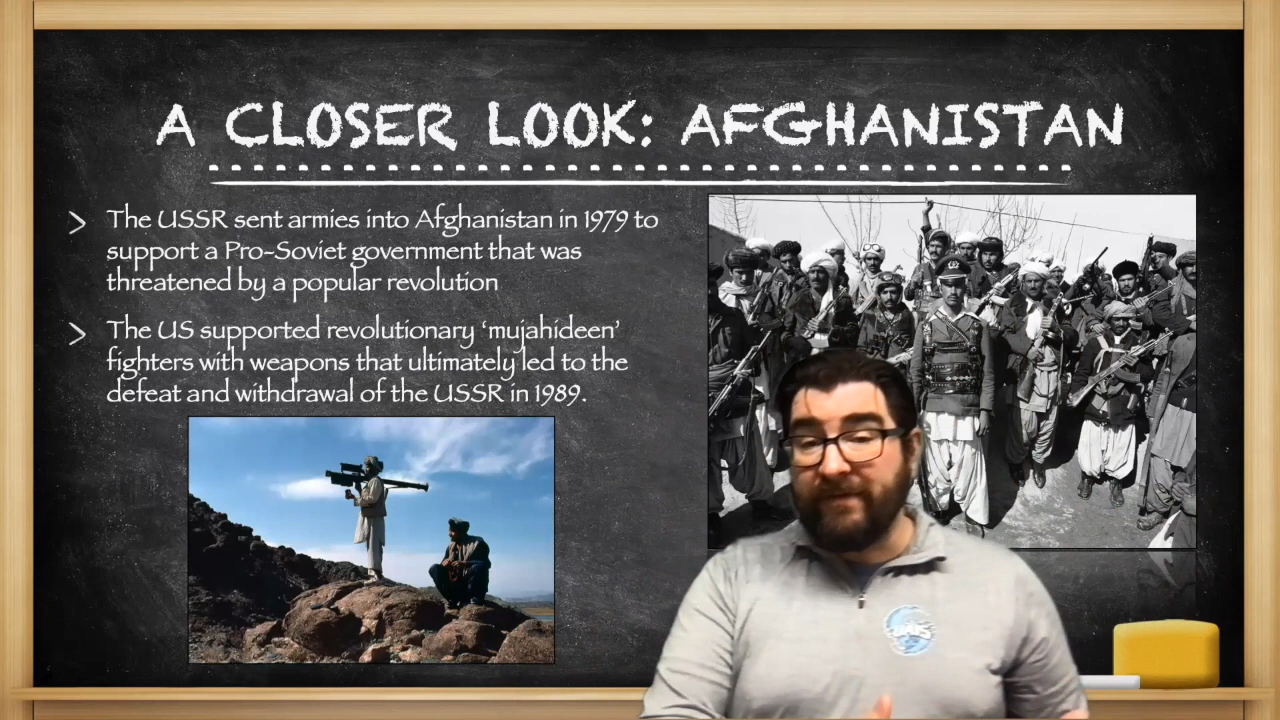 A CLOSER LOOK: AFGHANISTAN
The USSR sent armies into Afghanistan in 1979 to
support a Pro-Soviet government that was
threatened by a popular revolution
The US supported revolutionary ‘mujahideen’
fighters with weapons that ultimately led to the
defeat and withdrawal of the USSR in 1989.